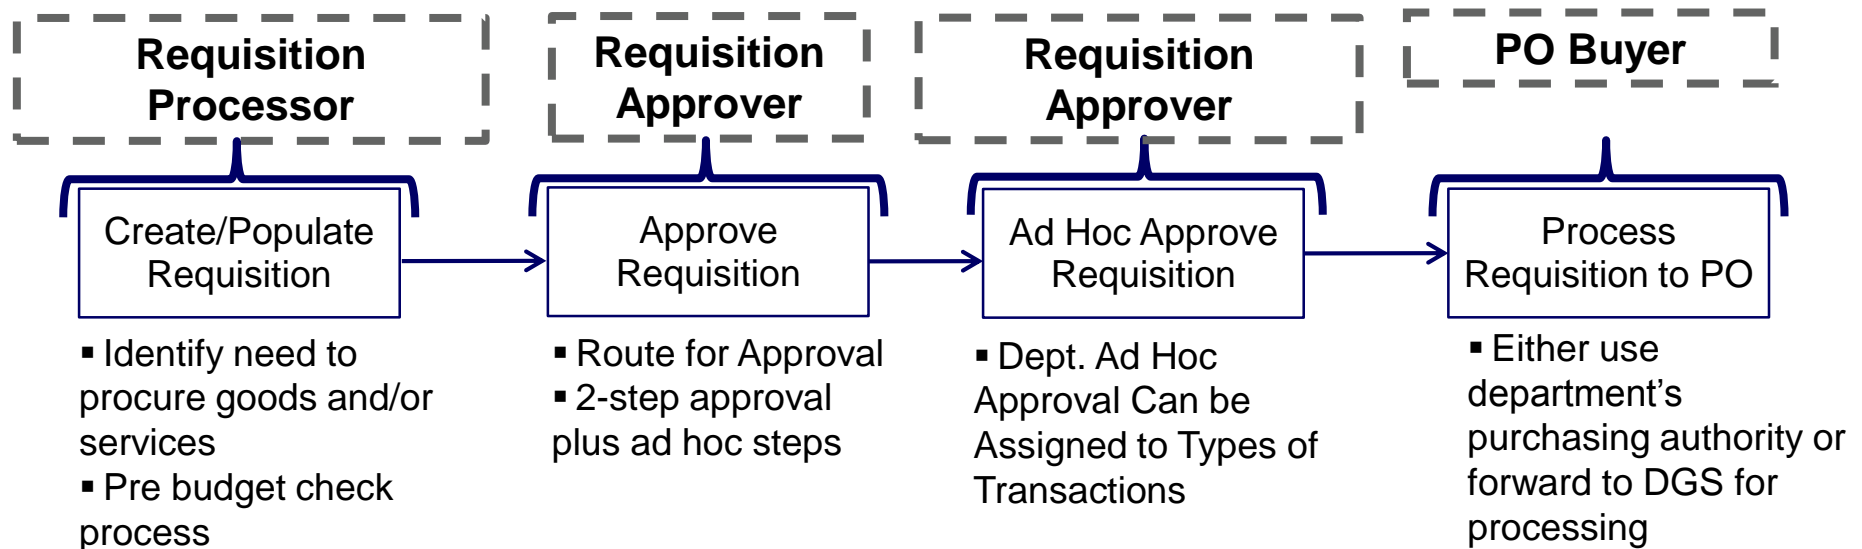 Requisition
Processor
Requisition
Approver
Requisition
Approver
PO Buyer
Create/Populate
Requisition
Approve
Requisition
Ad Hoc Approve
Requisition
Process
Requisition to PO
▪ Identify need to
procure goods and/or
services
▪ Pre budget check
process
▪ Route for Approval
▪ 2-step approval
plus ad hoc steps
▪ Dept. Ad Hoc
Approval Can be
Assigned to Types of
Transactions
▪ Either use
department’s
purchasing authority or
forward to DGS for
processing